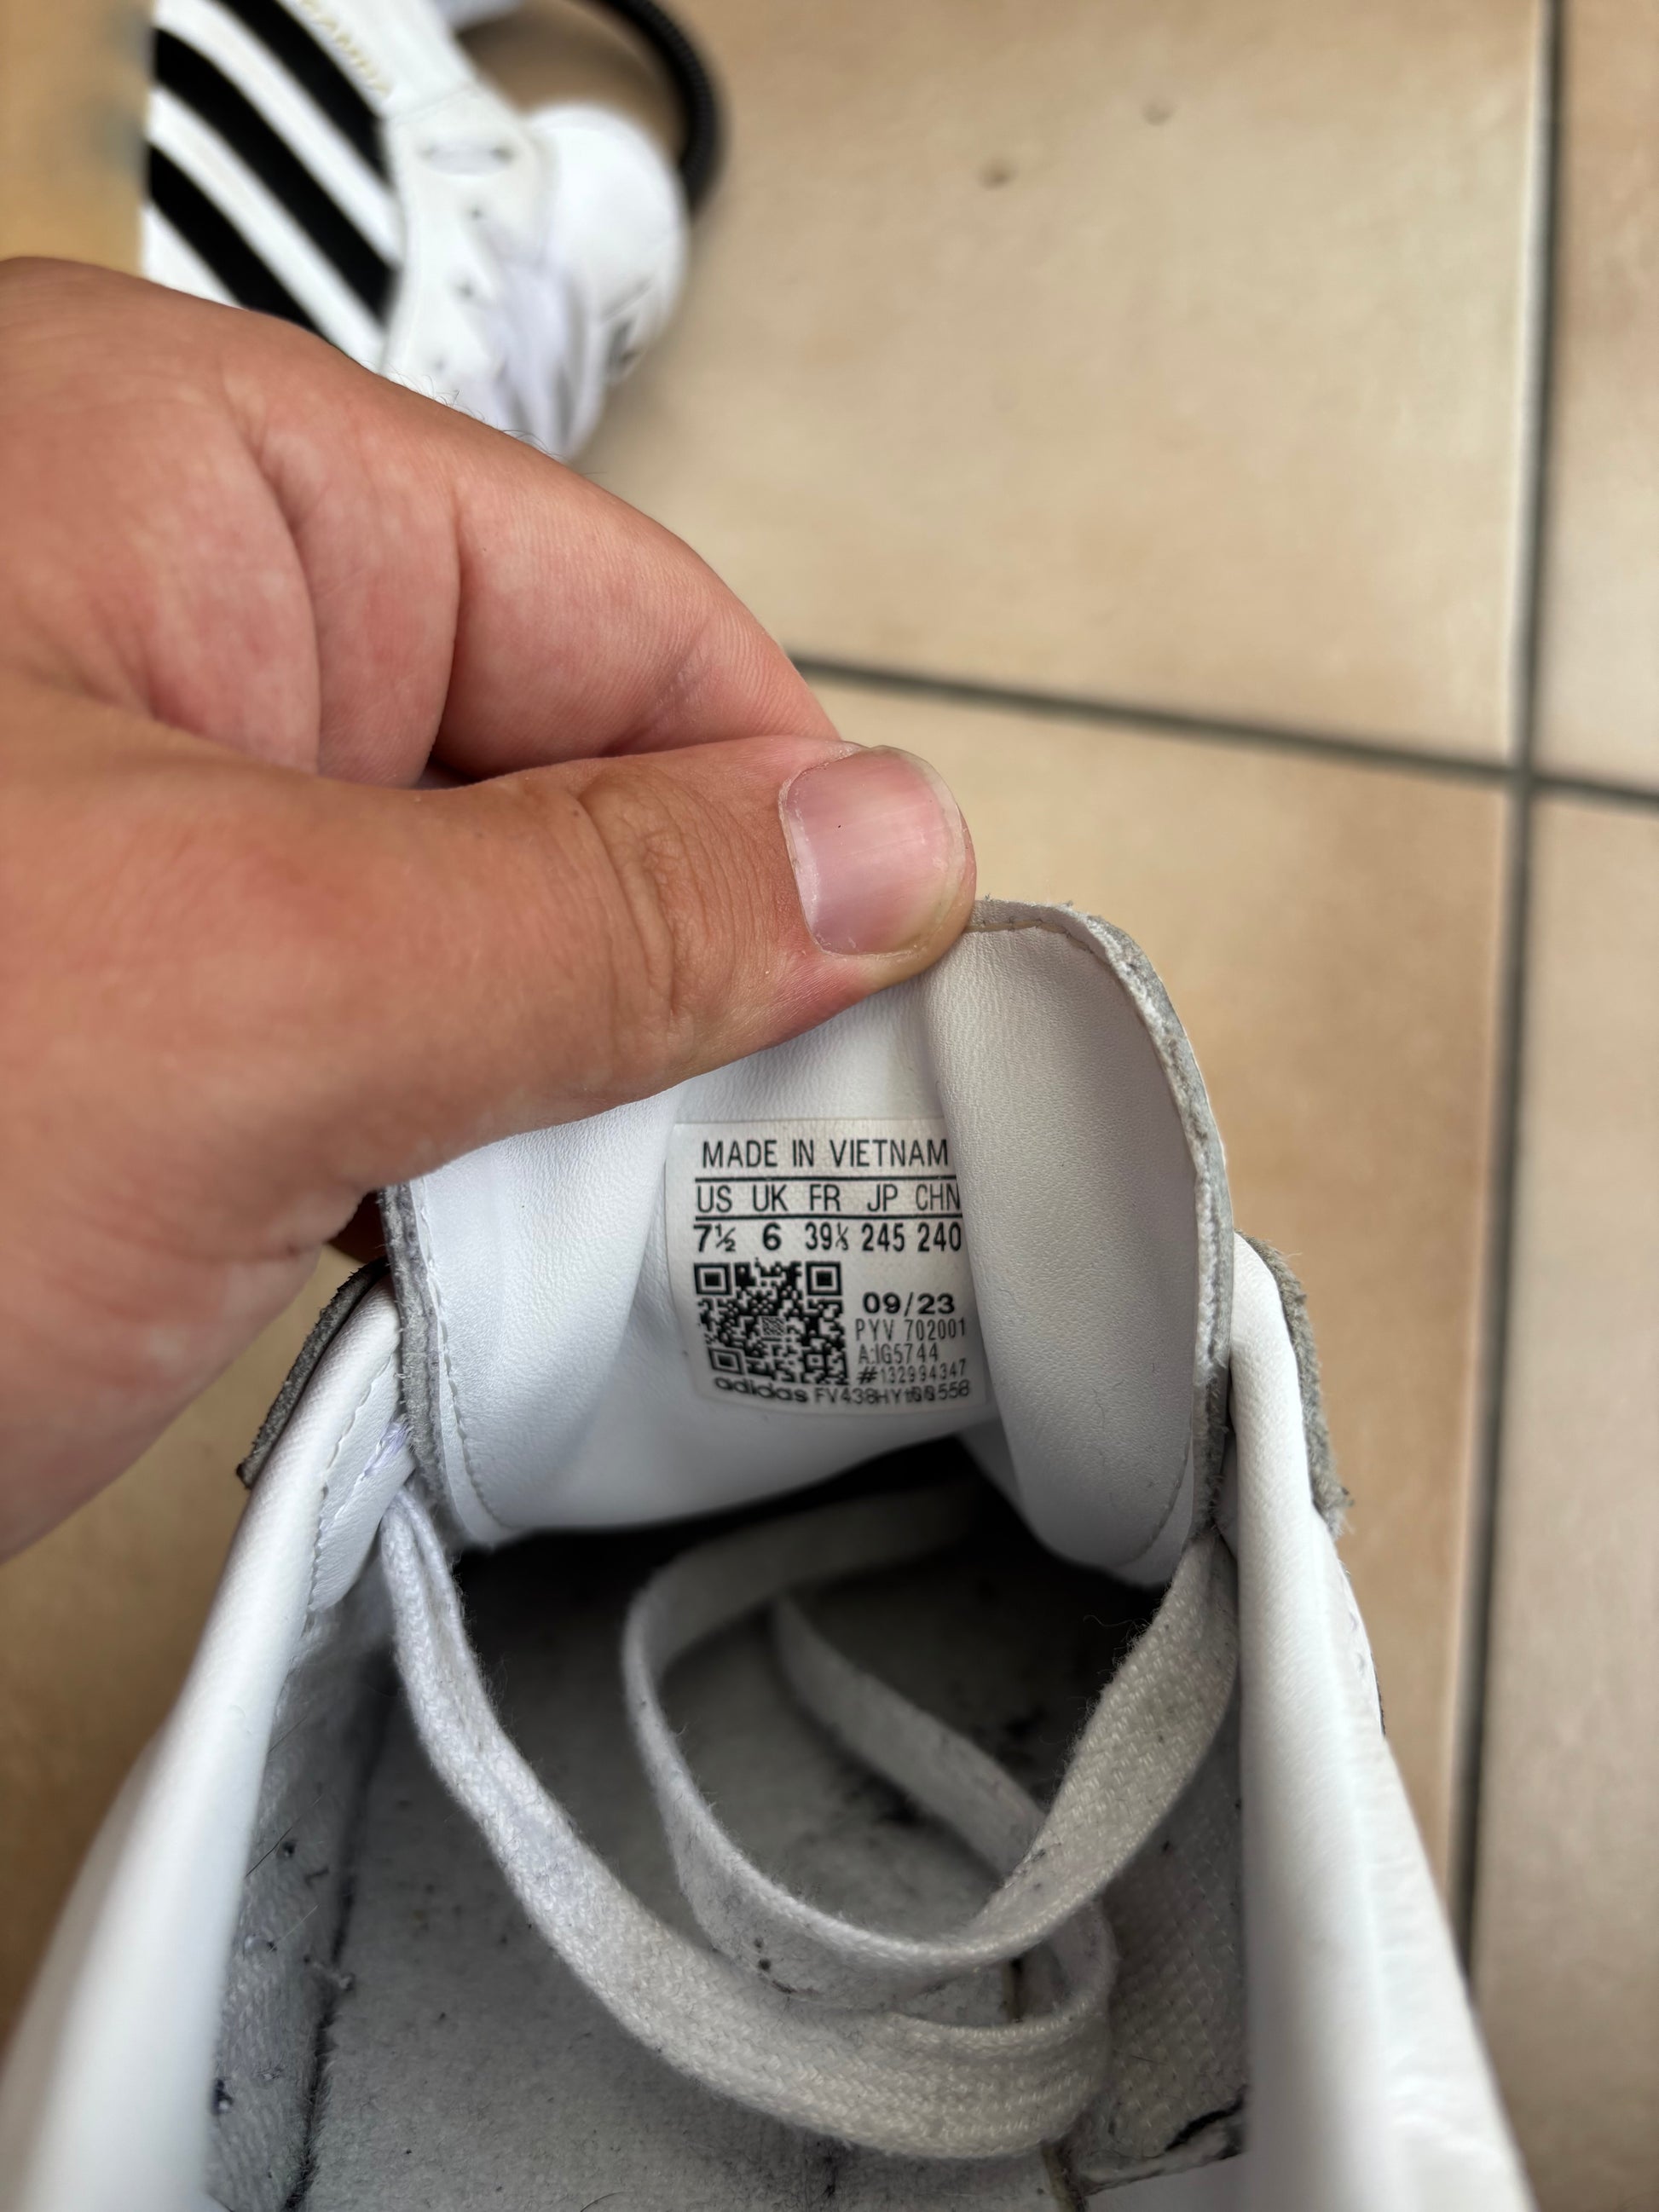 MADE IN VIETNAM
US UK FR JP CHN
7½ 6 39⅓ 245 240
09/23
PYV 702001
A:IG5744
#132994347
adidas